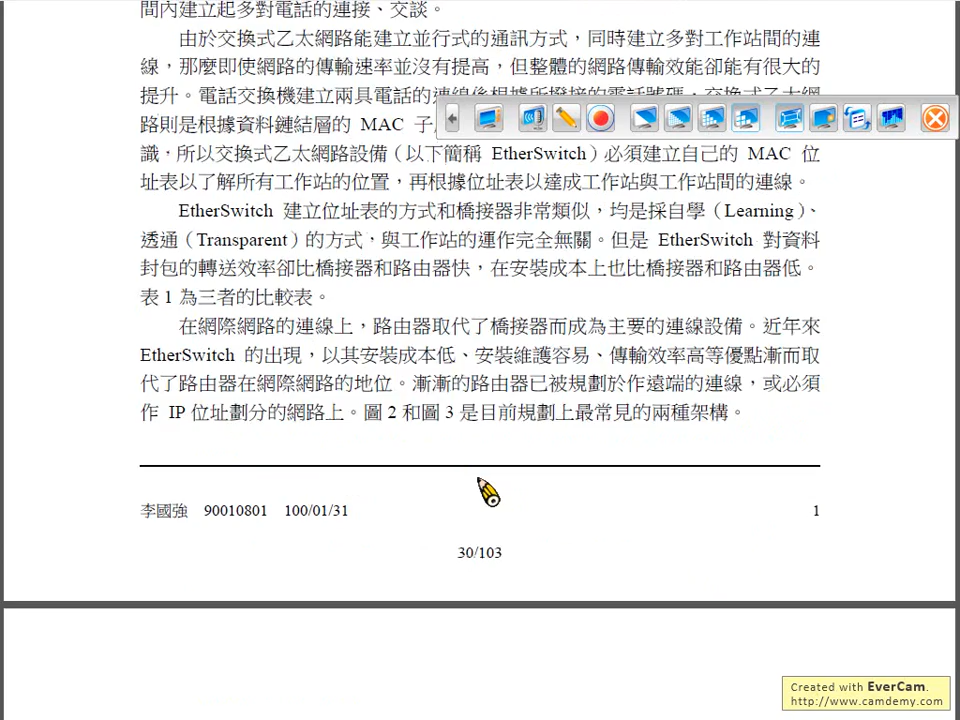 間內建立起多對電話的連接、交談。
由於交換式乙太網路能建立並行式的通訊方式，同時建立多對工作站間的連
線，那麼即使網路的傳輸速率並沒有提高，但整體的網路傳輸效能卻能有很大的
提升。電話交換機建立兩具電話的連線係根據所撥接的電話號碼，交換式乙太網
路則是根據資料鏈結層的 MAC 子
識，所以交換式乙太網路設備（以下簡稱 EtherSwitch）必須建立自己的 MAC 位
址表以了解所有工作站的位置，再根據位址表以達成工作站與工作站間的連線。
EtherSwitch 建立位址表的方式和橋接器非常類似，均是採自學（Learning）、
透通（Transparent）的方式，與工作站的運作完全無關。但是 EtherSwitch 對資料
封包的轉送效率卻比橋接器和路由器快，在安裝成本上也比橋接器和路由器低。
表 1 為三者的比較表。
在網際網路的連線上，路由器取代了橋接器而成為主要的連線設備。近年來
EtherSwitch 的出現，以其安裝成本低、安裝維護容易、傳輸效率高等優點漸而取
代了路由器在網際網路的地位。漸漸的路由器已被規劃於作遠端的連線，或必須
作 IP 位址劃分的網路上。圖 2 和圖 3 是目前規劃上最常見的兩種架構。
李國強 90010801 100/01/31 1
30/103
Created with EverCam.
http://www.camdemy.com